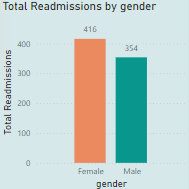 Total Readmissions by gender
Total Readmissions
400
300
200
100
0
416
354
Female
Male
gender